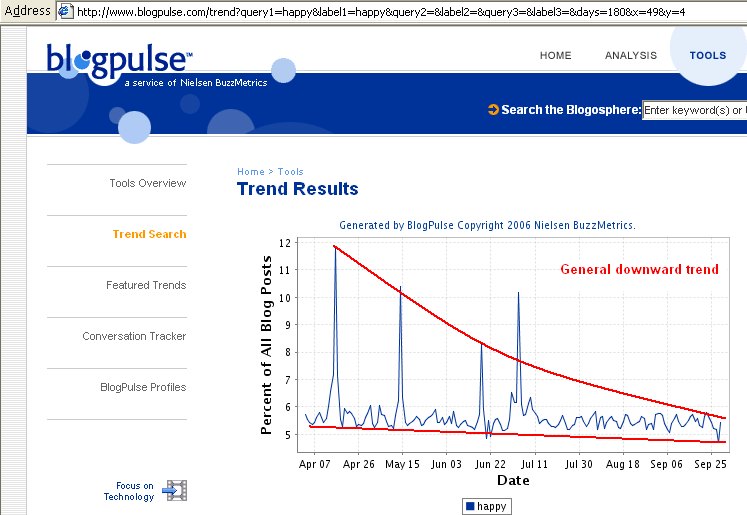 Address http://www.blogpulse.com/trend?query1=happy&label1=happy&query2=&label2=&query3=&label3=&days=180&x=49&y=4
blogpulse™
a service of Nielsen BuzzMetrics
HOME ANALYSIS TOOLS
Search the Blogosphere: Enter keyword(s) or
Tools Overview
Trend Search
Featured Trends
Conversation Tracker
BlogPulse Profiles
Focus on
Technology
Home > Tools
Trend Results
Generated by BlogPulse Copyright 2006 Nielsen BuzzMetrics.
General downward trend
Percent of All Blog Posts
12
11
10
9
8
7
6
5
Apr 07 Apr 26 May 15 Jun 03 Jun 22 Jul 11 Jul 30 Aug 18 Sep 06 Sep 25
Date
happy